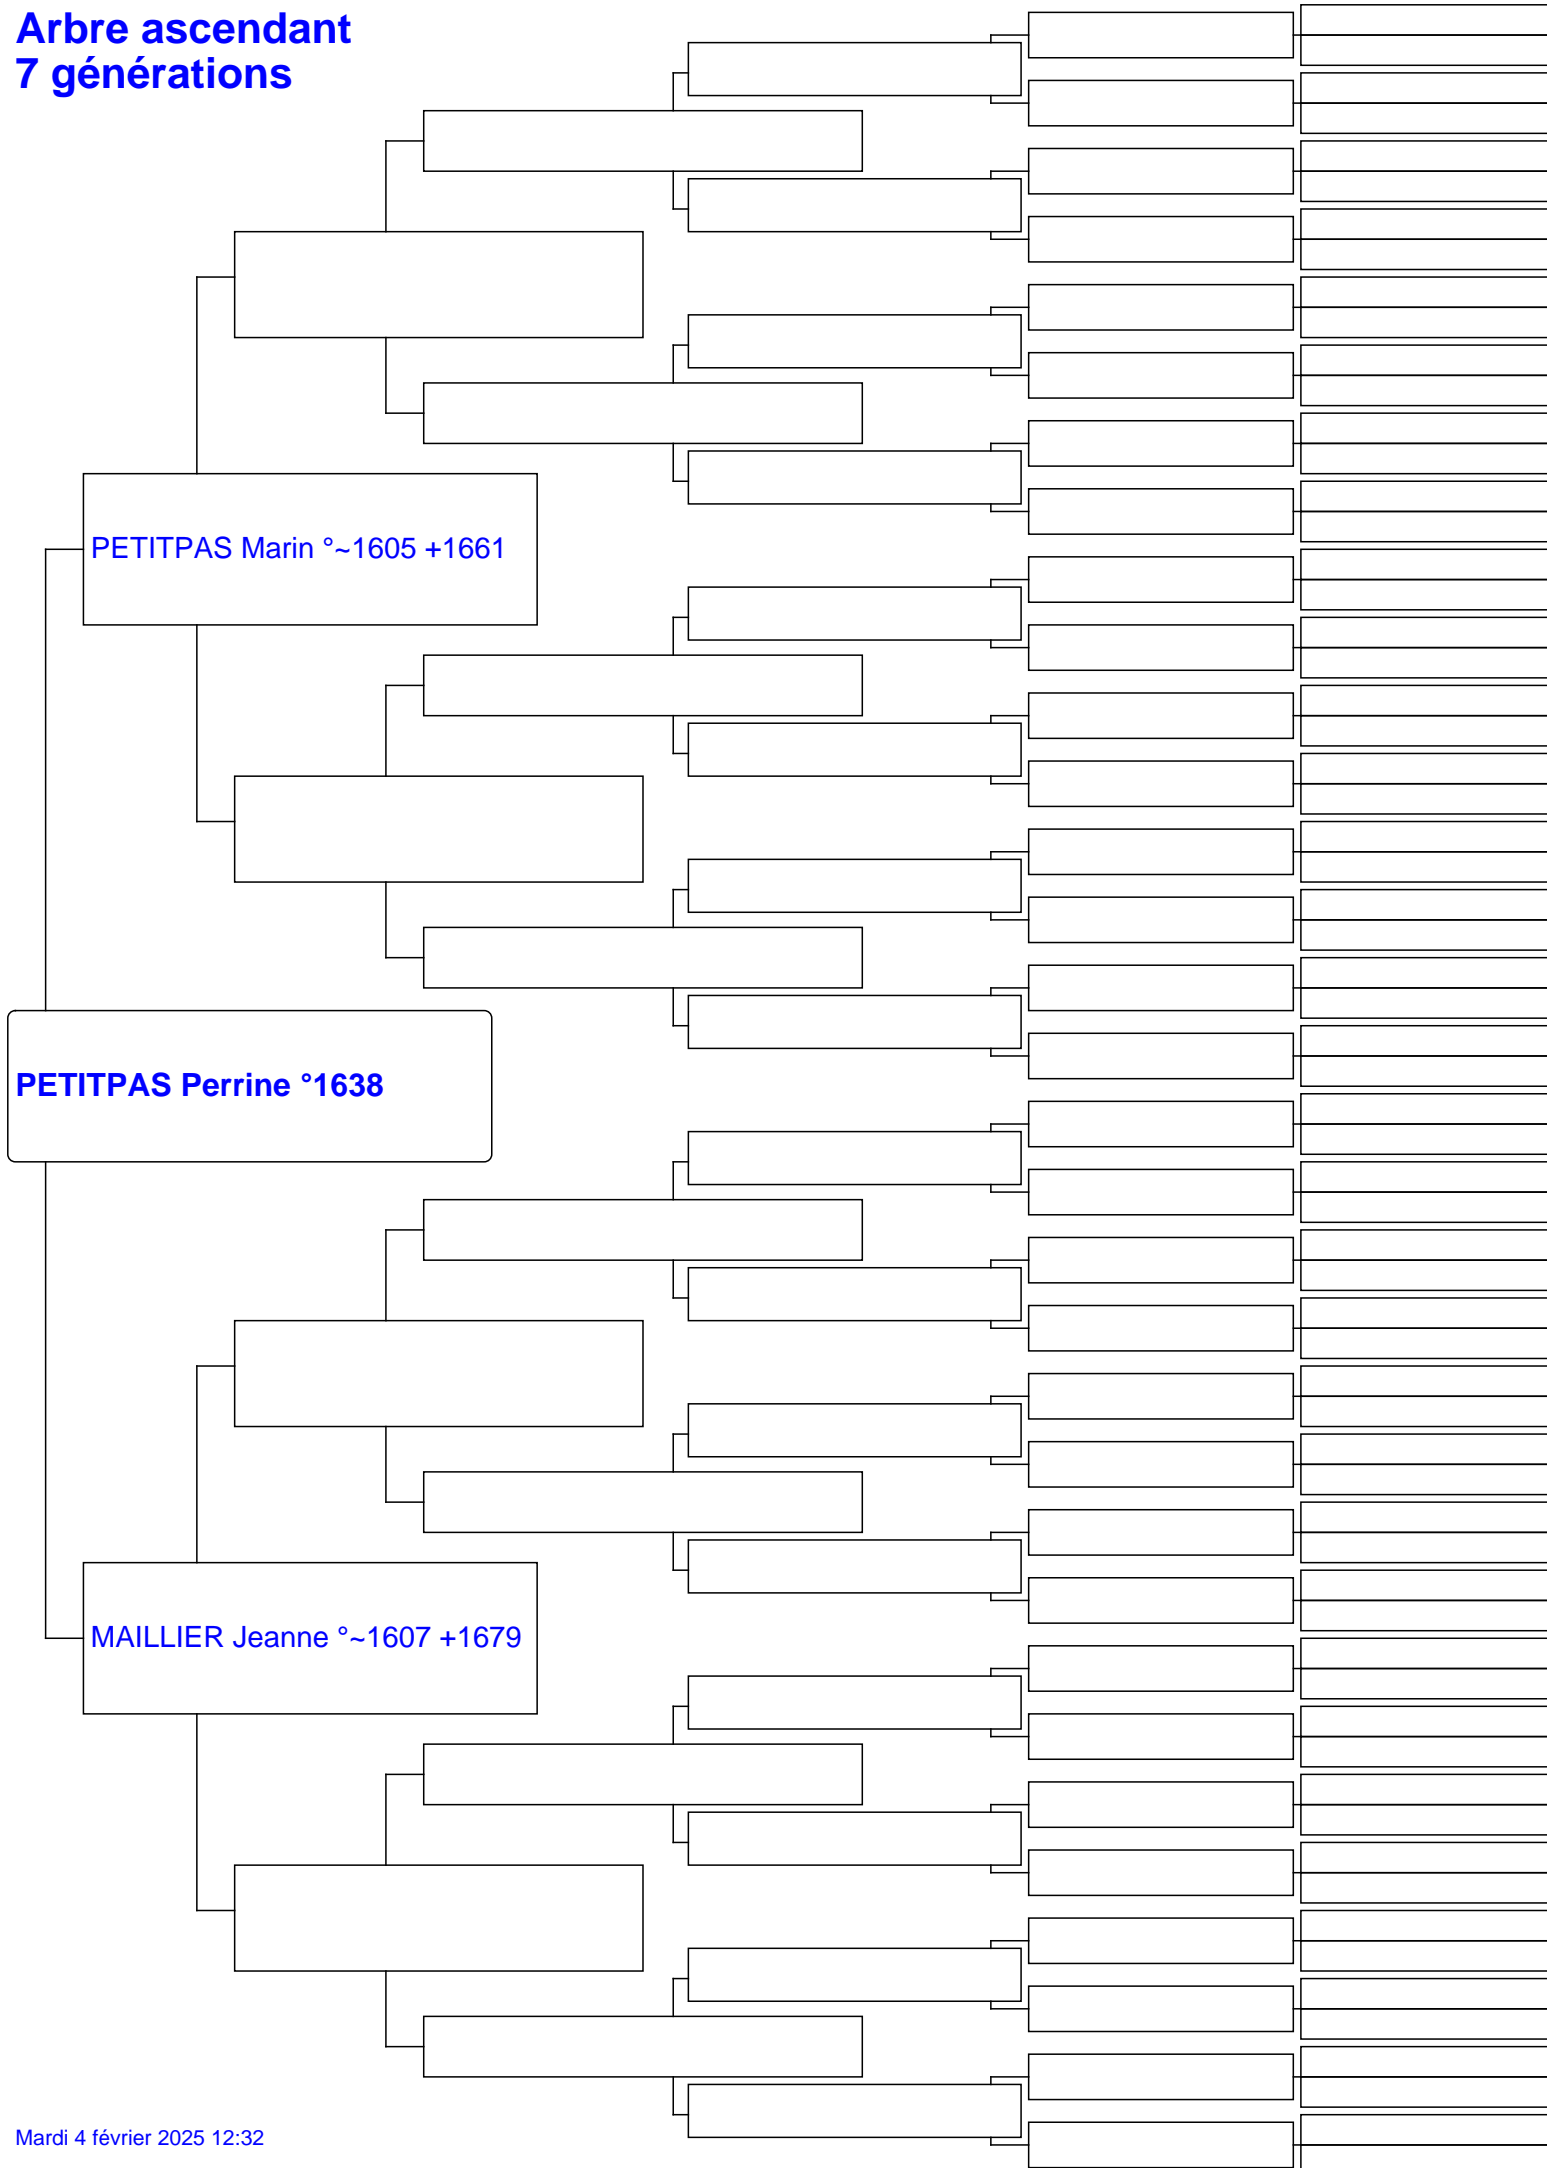 Arbre ascendant
7 générations
PETITPAS Marin °~1605 +1661
PETITPAS Perrine °1638
MAILLIER Jeanne °~1607 +1679
Mardi 4 février 2025 12:32